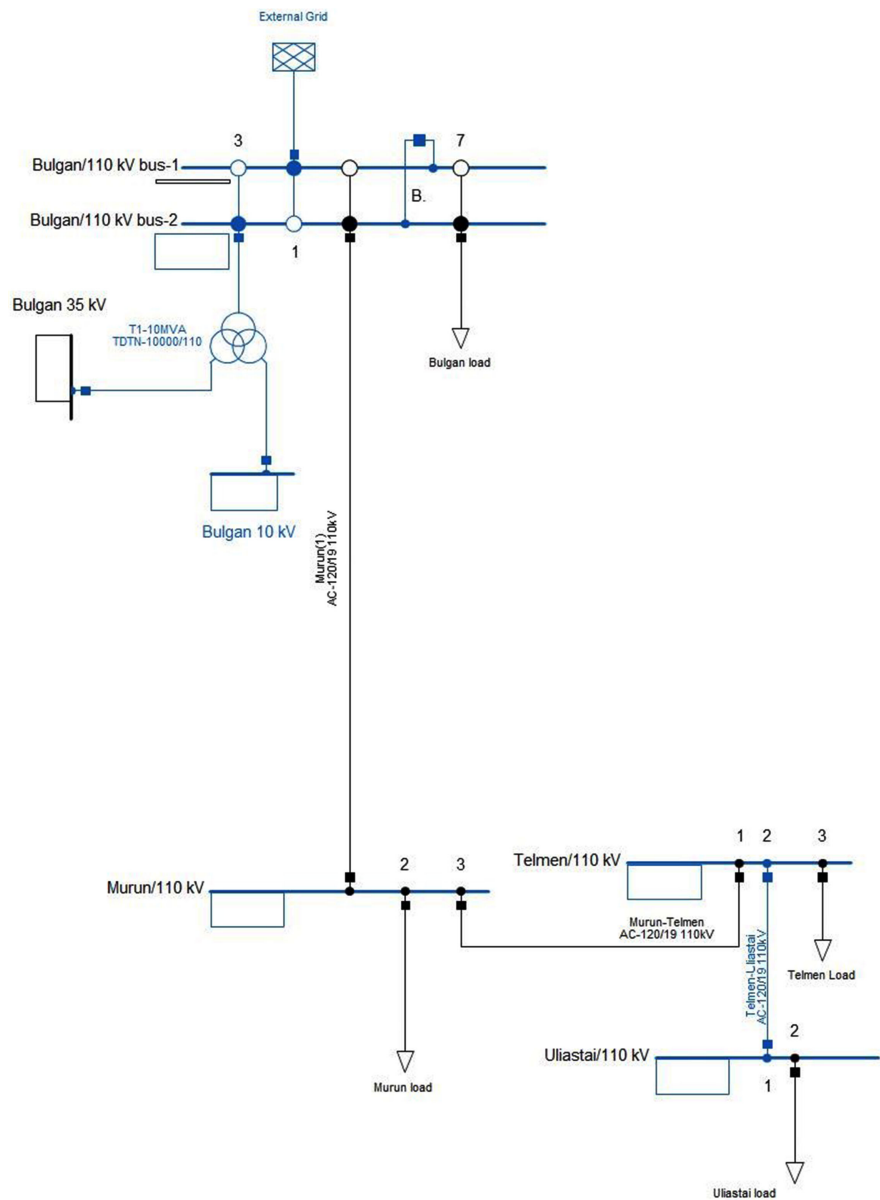 External Grid
3
7
Bulgan/110 kV bus-1
B.
Bulgan/110 kV bus-2
1
Bulgan 35 kV
T1-10MVA
TDTN-10000/110
Bulgan load
Bulgan 10 kV
Murun(1)
AC-120/19 110kV
1
2
3
Telmen/110 kV
2
3
Murun/110 kV
Murun-Telmen
AC-120/19 110kV
Telmen-Uliastai
AC-120/19 110kV
Telmen Load
2
Uliastai/110 kV
1
Murun load
Uliastai load